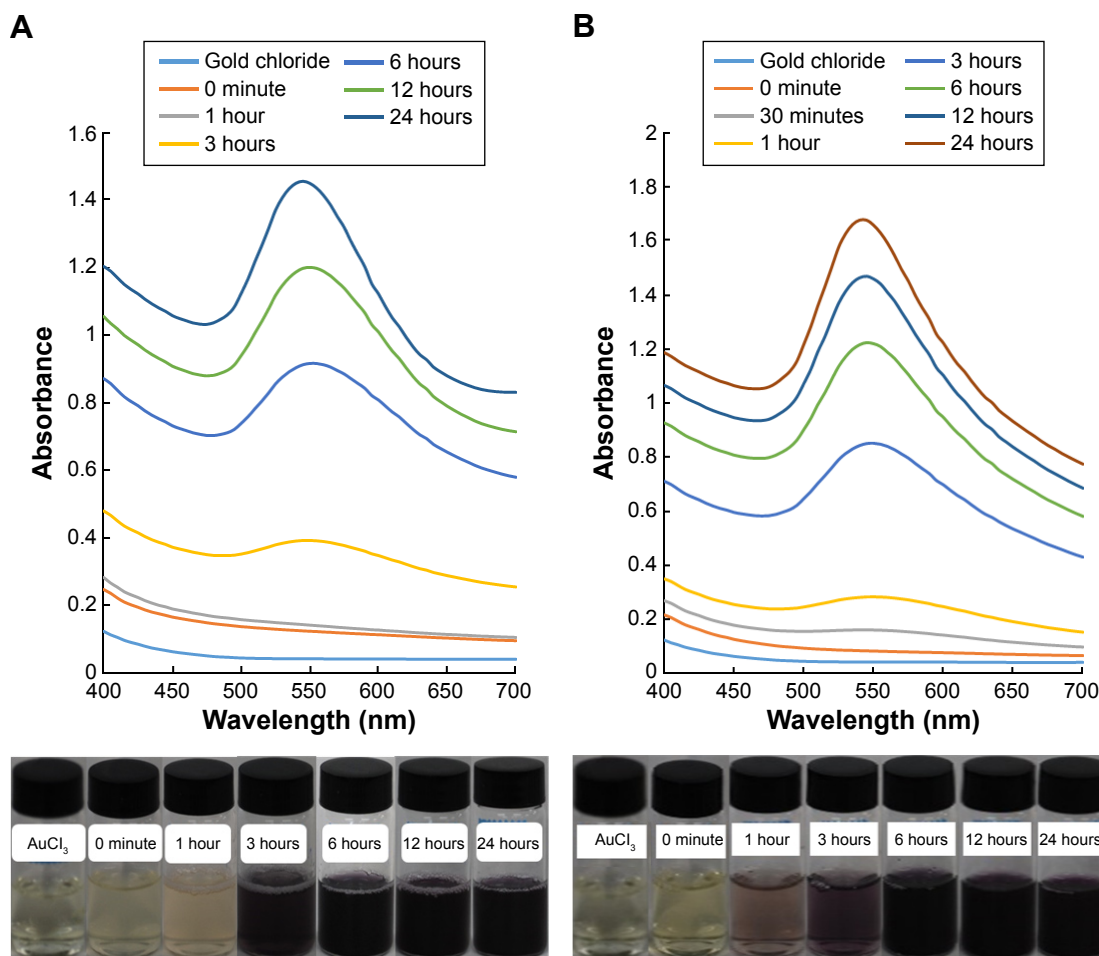 A
Gold chloride
0 minute
1 hour
3 hours
6 hours
12 hours
24 hours
1.6
1.4
1.2
1
0.8
0.6
0.4
0.2
0
Absorbance
400 450 500 550 600 650 700
Wavelength (nm)
AuCl₃ 0 minute 1 hour 3 hours 6 hours 12 hours 24 hours
B
Gold chloride
0 minute
30 minutes
1 hour
3 hours
6 hours
12 hours
24 hours
2
1.8
1.6
1.4
1.2
1
0.8
0.6
0.4
0.2
0
Absorbance
400 450 500 550 600 650 700
Wavelength (nm)
AuCl₃ 0 minute 1 hour 3 hours 6 hours 12 hours 24 hours